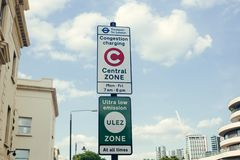 Congestion
charging
C
Central
ZONE
Mon - Fri
7 am - 6 pm
Ultra low
emission
ULEZ
ZONE
At all times